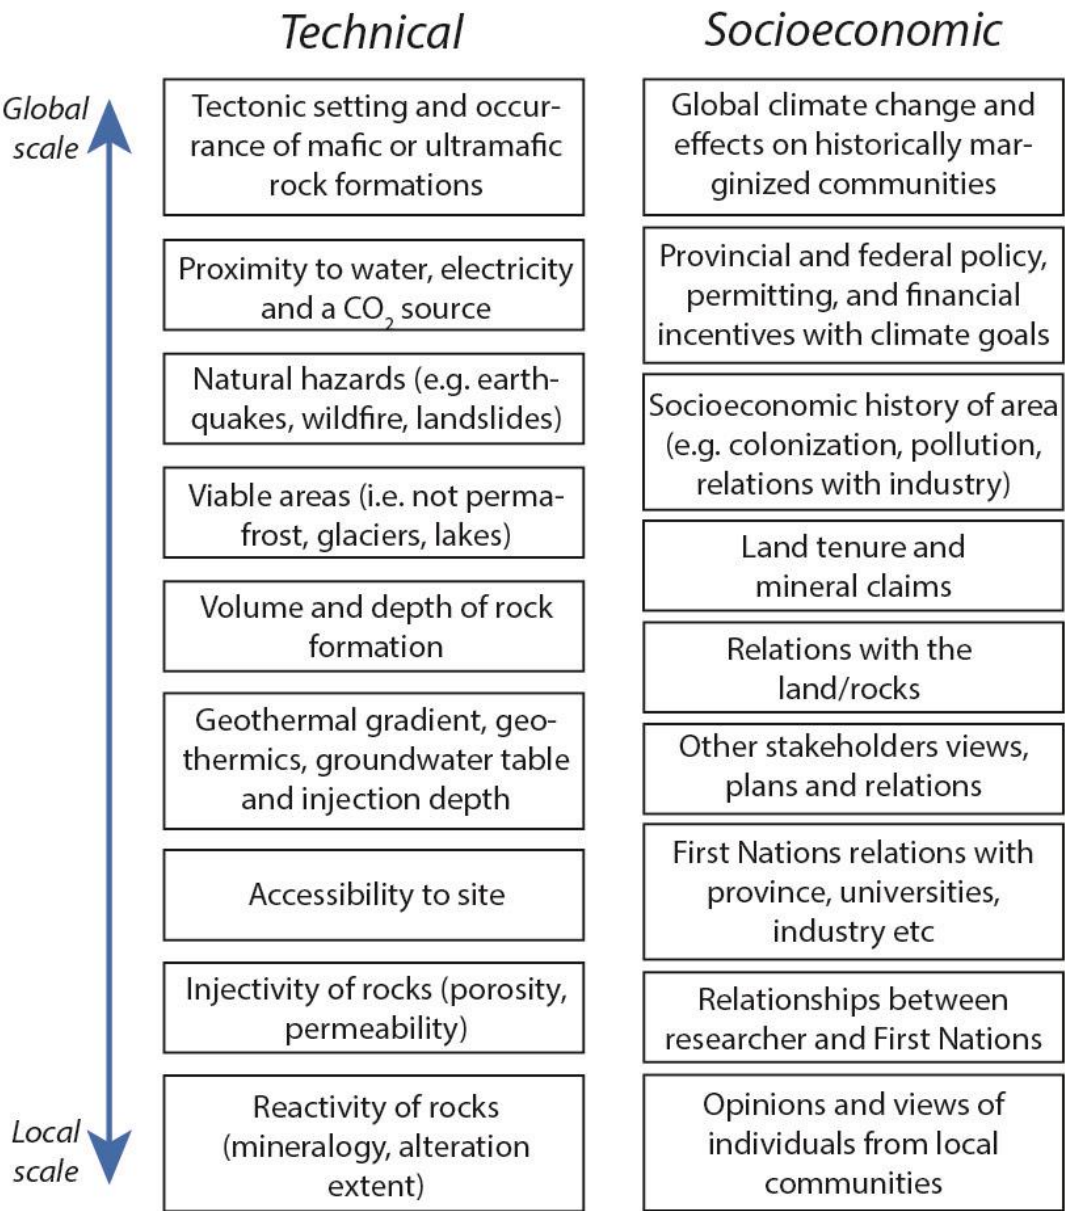 Technical
Socioeconomic
Global
scale
Tectonic setting and occur-
rance of mafic or ultramafic
rock formations
Proximity to water, electricity
and a CO2 source
Natural hazards (e.g. earth-
quakes, wildfire, landslides)
Viable areas (i.e. not perma-
frost, glaciers, lakes)
Volume and depth of rock
formation
Geothermal gradient, geo-
thermics, groundwater table
and injection depth
Accessibility to site
Injectivity of rocks (porosity,
permeability)
Reactivity of rocks
(mineralogy, alteration
extent)
Global climate change and
effects on historically mar-
ginized communities
Provincial and federal policy,
permitting, and financial
incentives with climate goals
Socioeconomic history of area
(e.g. colonization, pollution,
relations with industry)
Land tenure and
mineral claims
Relations with the
land/rocks
Other stakeholders views,
plans and relations
First Nations relations with
province, universities,
industry etc
Relationships between
researcher and First Nations
Opinions and views of
individuals from local
communities
Local
scale